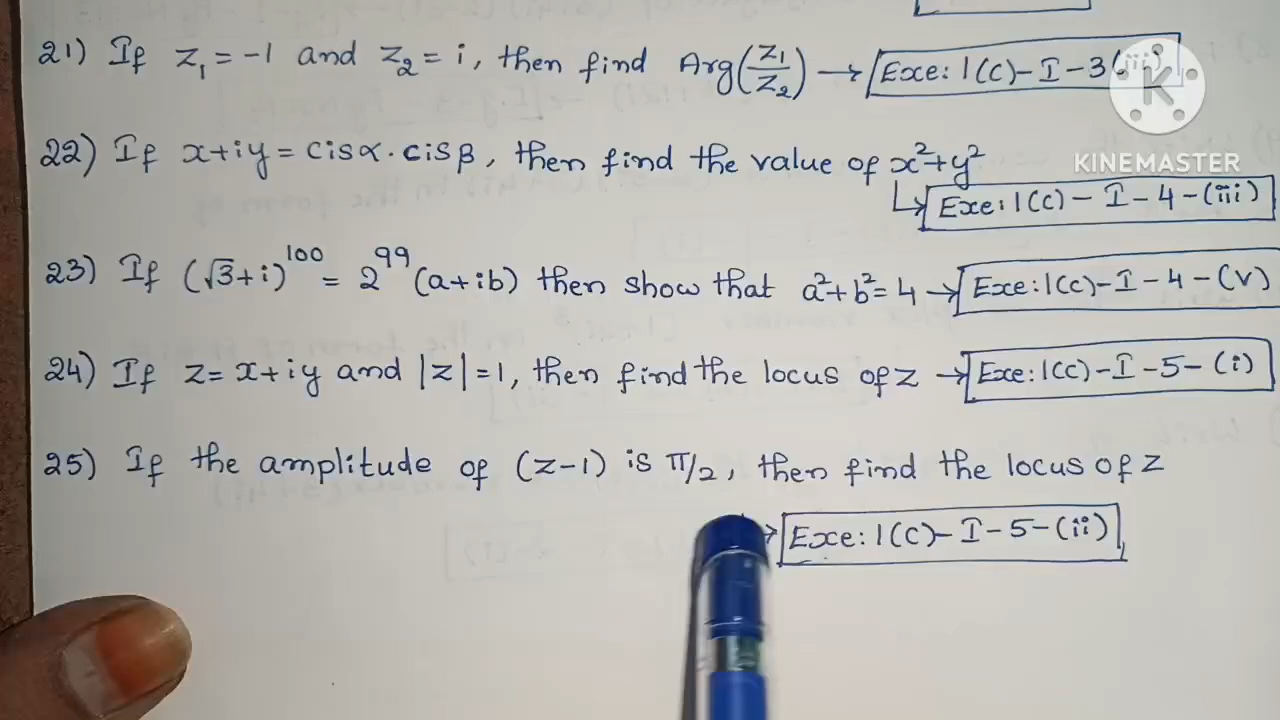 21) If z₁ = -1 and z₂ = i, then find Arg(z₁/z₂) → Exe: 1(c)-I-3(iii)
KINEMASTER
22) If x+iy = cisα.cisβ, then find the value of x²+y²
↳ Exe: 1(c) - I - 4 - (iii)
23) If (√3+i)¹⁰⁰ = 2⁹⁹ (a+ib) then show that a²+b²=4 → Exe: 1(c)-I-4-(v)
24) If z = x+iy and |z|=1, then find the locus of z → Exe: 1(c)-I-5-(i)
25) If the amplitude of (z-1) is π/2, then find the locus of z
→ Exe: 1(c)-I-5-(ii)